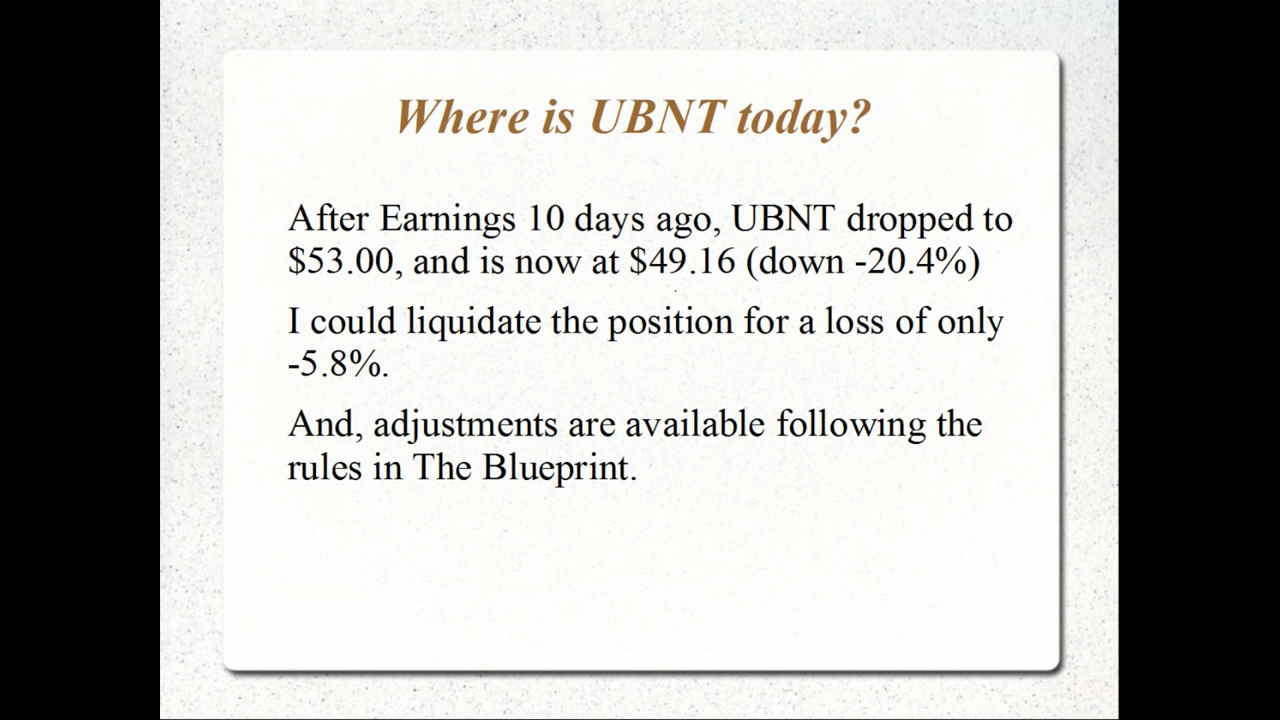 Where is UBNT today?
After Earnings 10 days ago, UBNT dropped to
$53.00, and is now at $49.16 (down -20.4%)
I could liquidate the position for a loss of only
-5.8%.
And, adjustments are available following the
rules in The Blueprint.